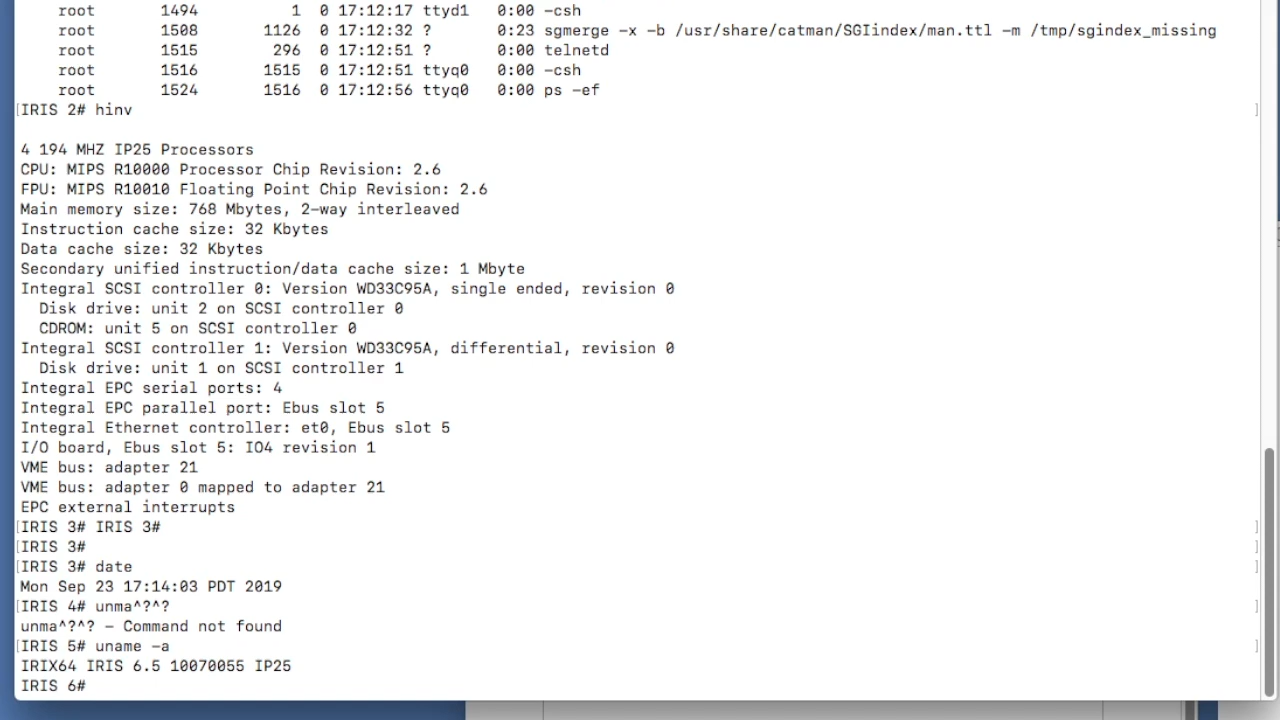 root       1494       1  0 17:12:17 ttyd1   0:00 -csh
root       1508    1126  0 17:12:32 ?       0:23 sgmerge -x -b /usr/share/catman/SGIindex/man.ttl -m /tmp/sgindex_missing
root       1515     296  0 17:12:51 ?       0:00 telnetd
root       1516    1515  0 17:12:51 ttyq0   0:00 -csh
root       1524    1516  0 17:12:56 ttyq0   0:00 ps -ef
[IRIS 2# hinv ]
4 194 MHZ IP25 Processors
CPU: MIPS R10000 Processor Chip Revision: 2.6
FPU: MIPS R10010 Floating Point Chip Revision: 2.6
Main memory size: 768 Mbytes, 2-way interleaved
Instruction cache size: 32 Kbytes
Data cache size: 32 Kbytes
Secondary unified instruction/data cache size: 1 Mbyte
Integral SCSI controller 0: Version WD33C95A, single ended, revision 0
  Disk drive: unit 2 on SCSI controller 0
  CDROM: unit 5 on SCSI controller 0
Integral SCSI controller 1: Version WD33C95A, differential, revision 0
  Disk drive: unit 1 on SCSI controller 1
Integral EPC serial ports: 4
Integral EPC parallel port: Ebus slot 5
Integral Ethernet controller: et0, Ebus slot 5
I/O board, Ebus slot 5: IO4 revision 1
VME bus: adapter 21
VME bus: adapter 0 mapped to adapter 21
EPC external interrupts
[IRIS 3# IRIS 3# ]
[IRIS 3# ]
[IRIS 3# date ]
Mon Sep 23 17:14:03 PDT 2019
[IRIS 4# unma^?^? ]
unma^?^? - Command not found
[IRIS 5# uname -a ]
IRIX64 IRIS 6.5 10070055 IP25
IRIS 6#